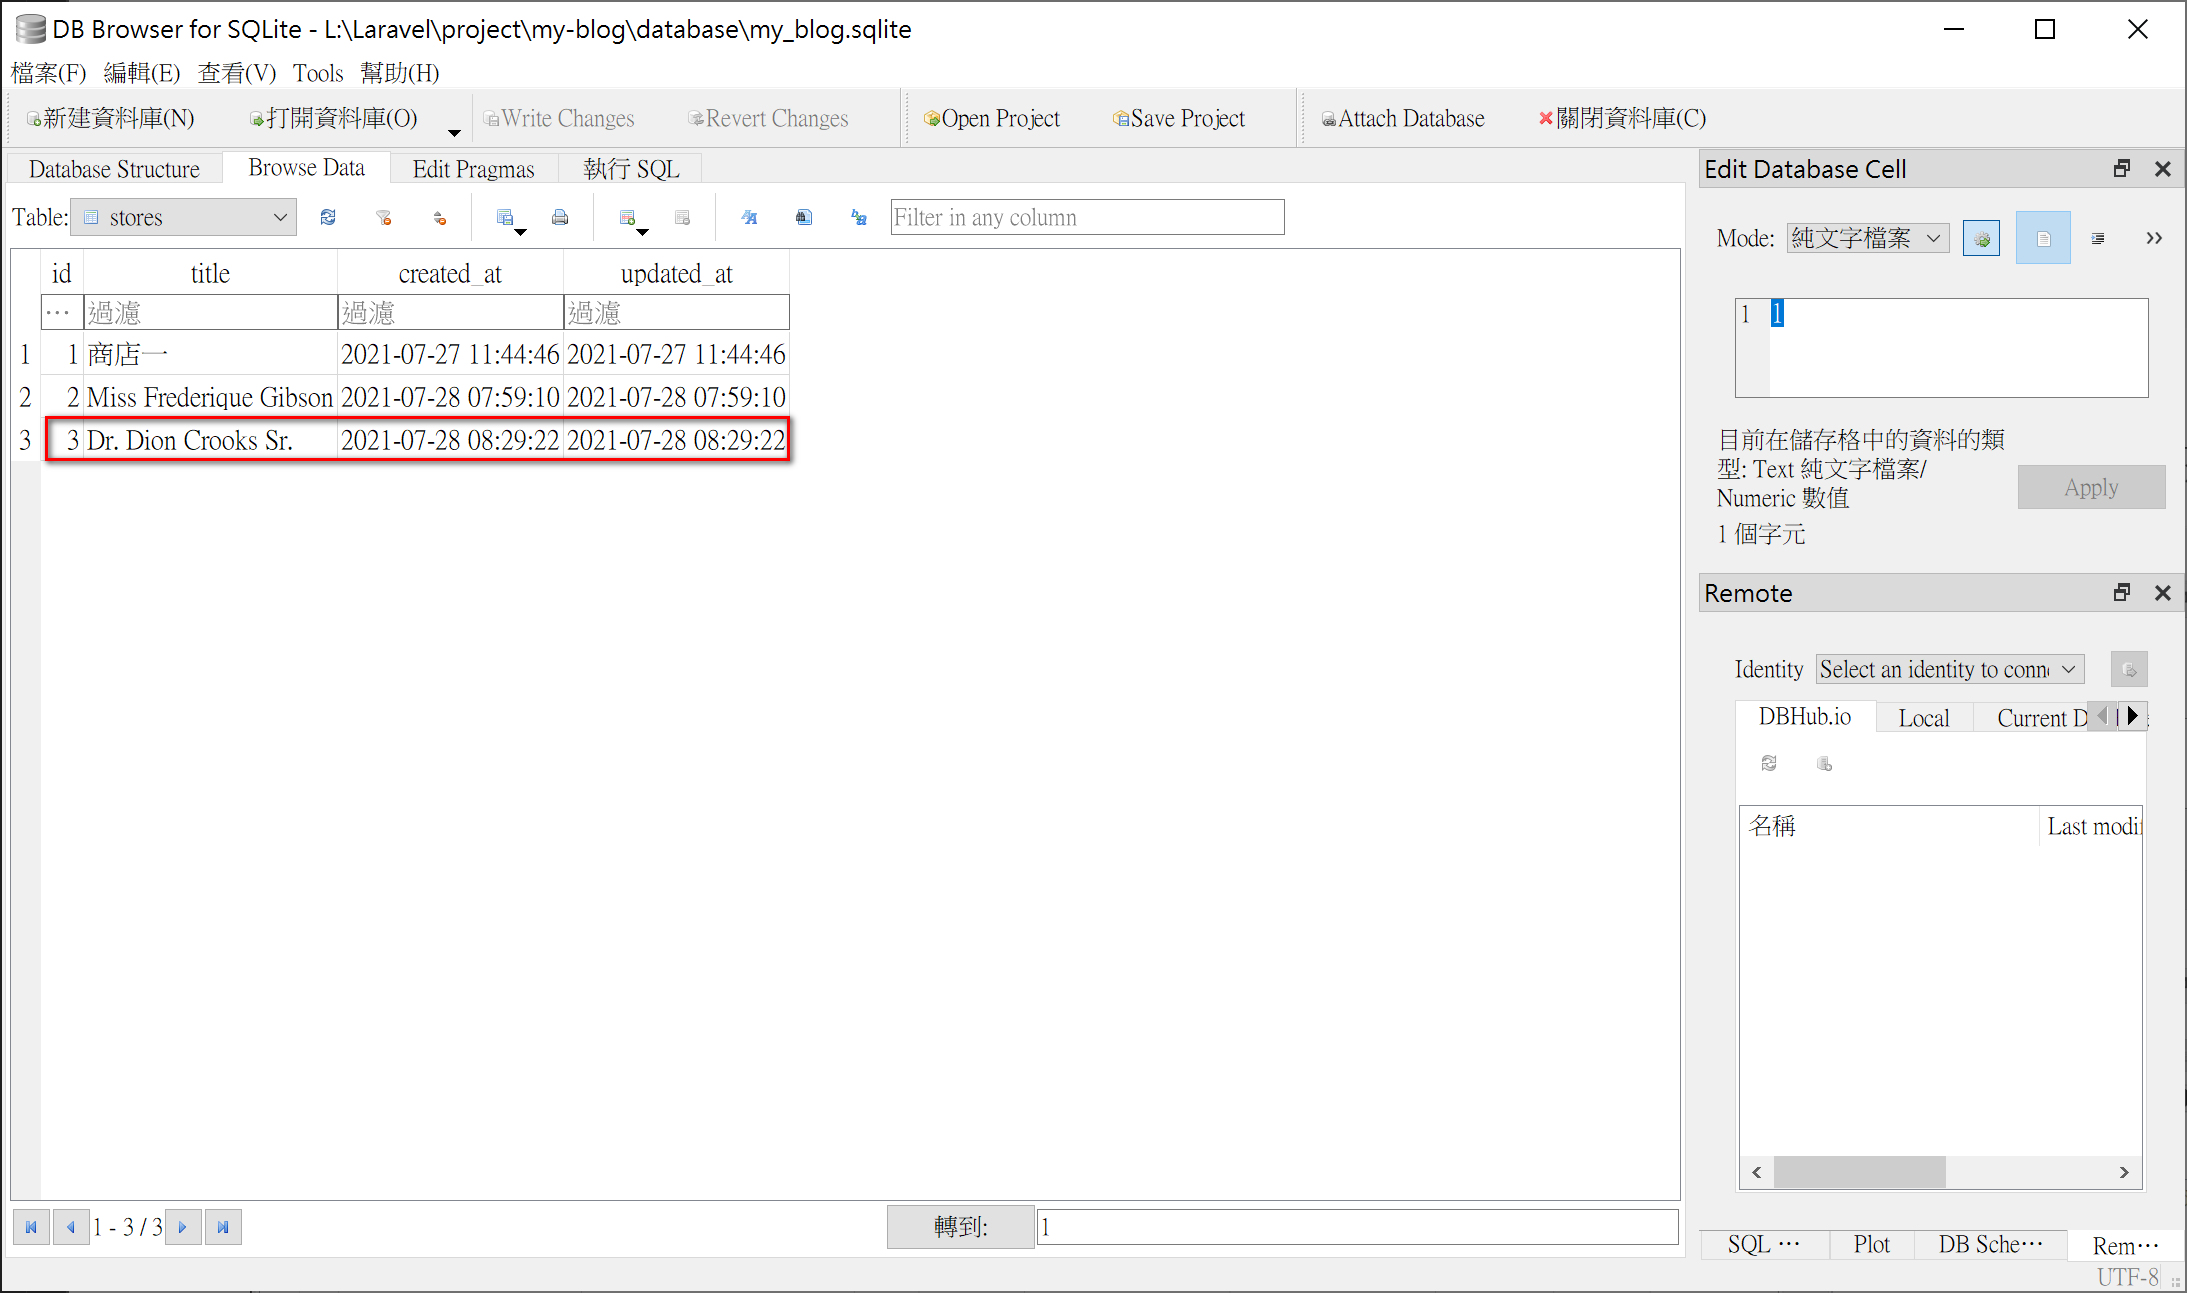 DB Browser for SQLite - L:\Laravel\project\my-blog\database\my_blog.sqlite
檔案(F) 編輯(E) 查看(V) Tools 幫助(H)
新建資料庫(N) 打開資料庫(O) Write Changes Revert Changes Open Project Save Project Attach Database 關閉資料庫(C)
Database Structure Browse Data Edit Pragmas 執行 SQL
Table: stores Filter in any column
id title created_at updated_at
... 過濾 過濾 過濾
1 1 商店一 2021-07-27 11:44:46 2021-07-27 11:44:46
2 2 Miss Frederique Gibson 2021-07-28 07:59:10 2021-07-28 07:59:10
3 3 Dr. Dion Crooks Sr. 2021-07-28 08:29:22 2021-07-28 08:29:22
1 - 3 / 3
轉到: 1
Edit Database Cell
Mode: 純文字檔案
1 1
目前在儲存格中的資料的類
型: Text 純文字檔案/
Numeric 數值
1 個字元
Apply
Remote
Identity Select an identity to conn
DBHub.io Local Current D
名稱 Last modi
SQL ... Plot DB Sche... Rem...
UTF-8